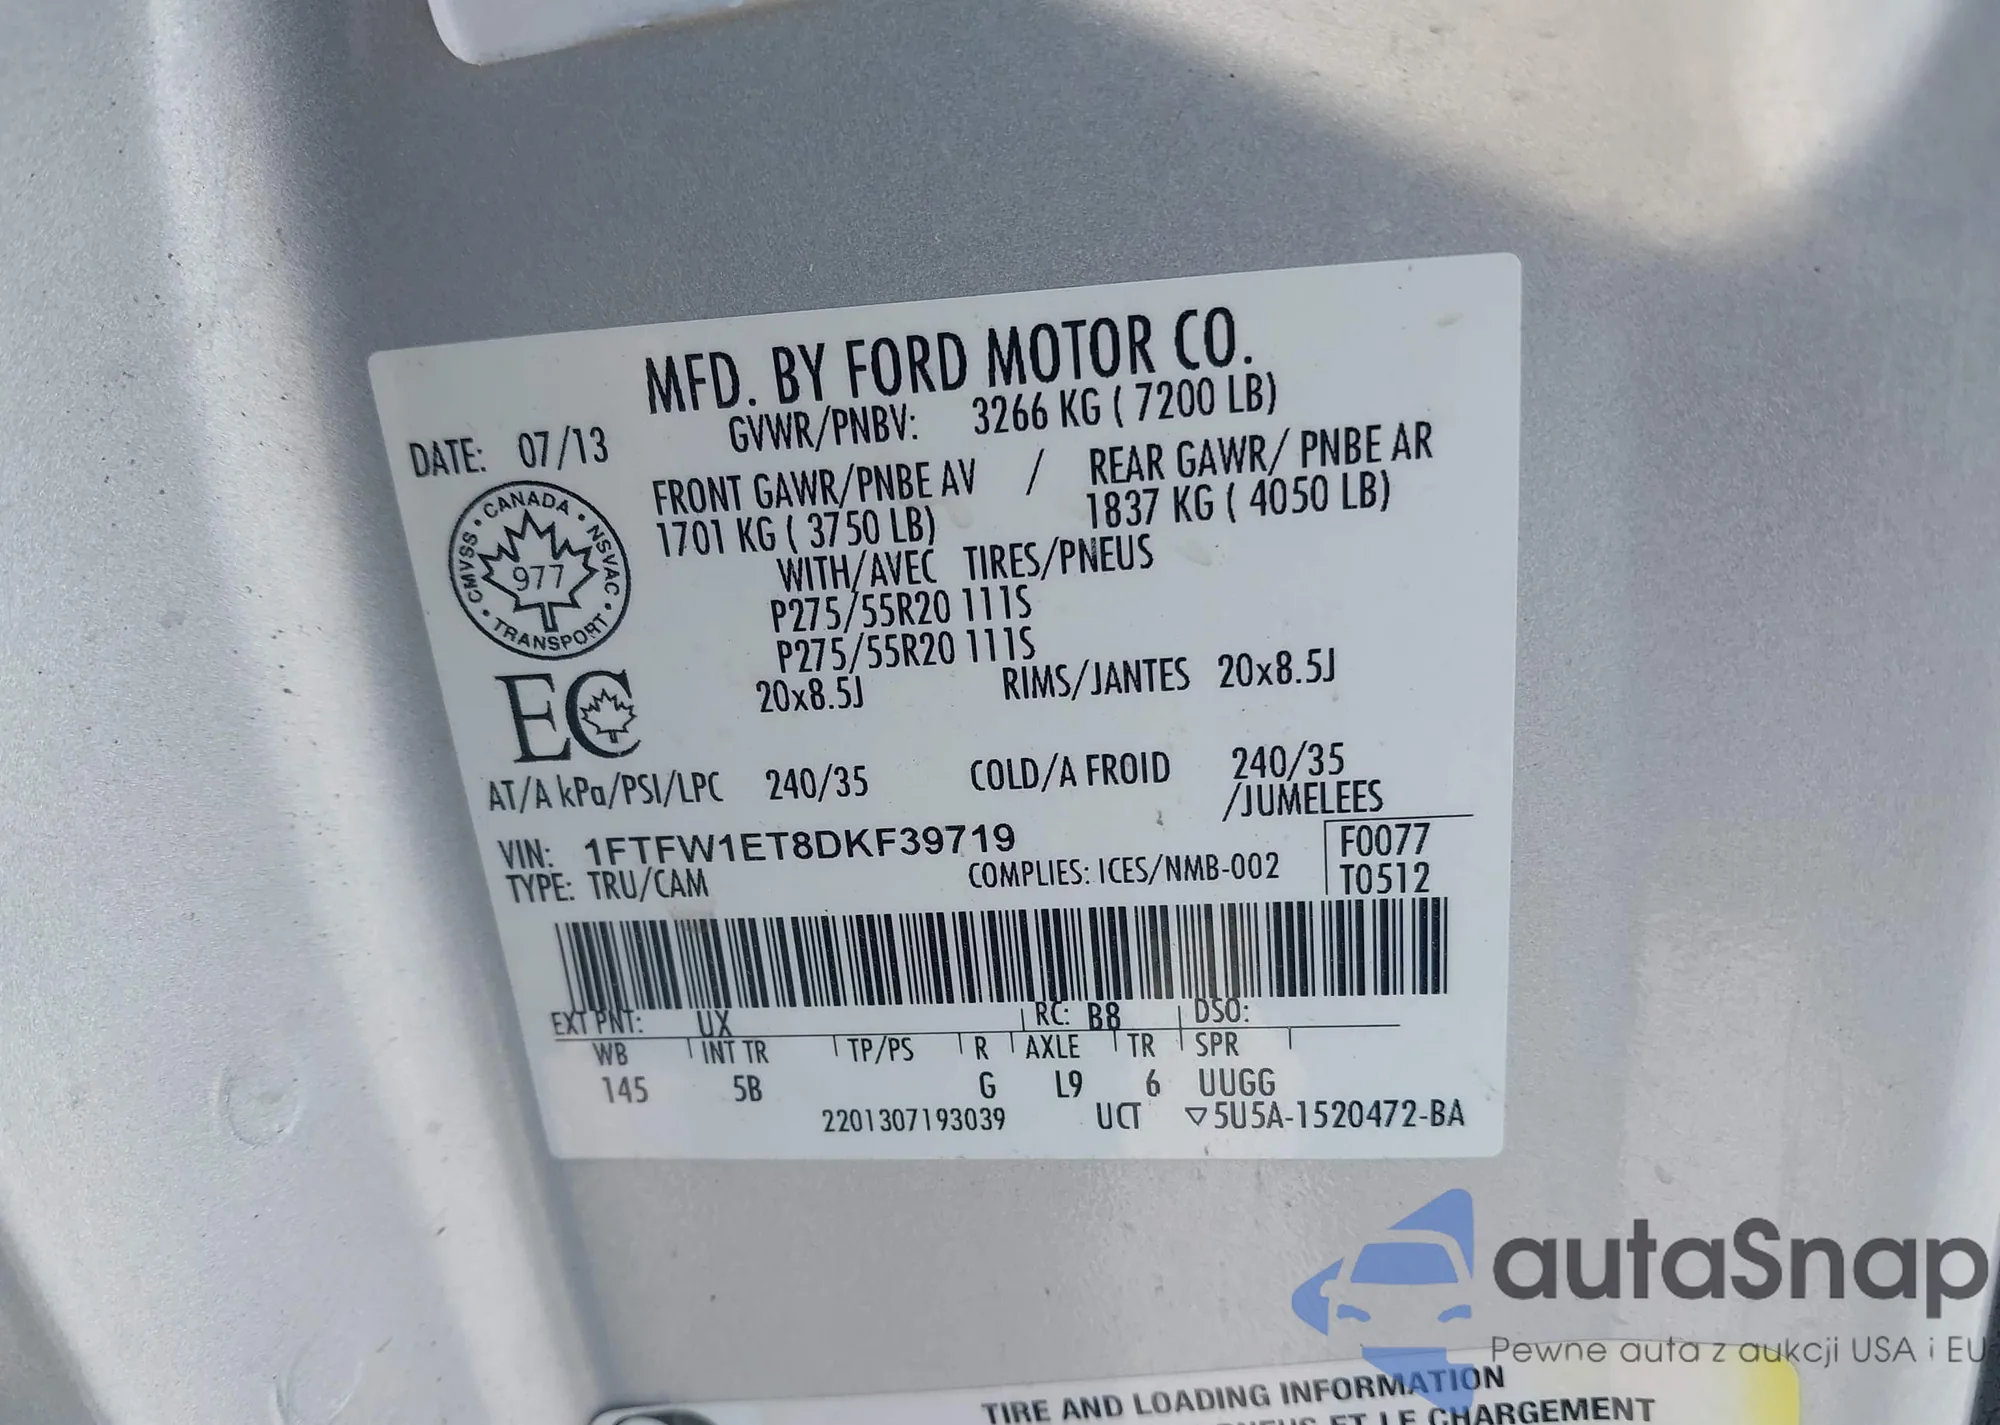 MFD. BY FORD MOTOR CO.
DATE: 07/13 GVWR/PNBV: 3266 KG ( 7200 LB)
FRONT GAWR/PNBE AV / REAR GAWR/ PNBE AR
1701 KG ( 3750 LB) 1837 KG ( 4050 LB)
WITH/AVEC TIRES/PNEUS
P275/55R20 111S
P275/55R20 111S
20x8.5J RIMS/JANTES 20x8.5J
CANADA • NSVAC • TRANSPORT • CMVSS •
977
EC
AT/A kPa/PSI/LPC 240/35 COLD/A FROID 240/35
/JUMELEES
VIN: 1FTFW1ET8DKF39719
F0077
TYPE: TRU/CAM COMPLIES: ICES/NMB-002 T0512
EXT PNT: UX RC: B8 DSO:
WB INT TR TP/PS R AXLE TR SPR
145 5B G L9 6 UUGG
2201307193039 UCT ▽5U5A-1520472-BA
autaSnap
Pewne auta z aukcji USA i EU
TIRE AND LOADING INFORMATION
PNEUS ET LE CHARGEMENT